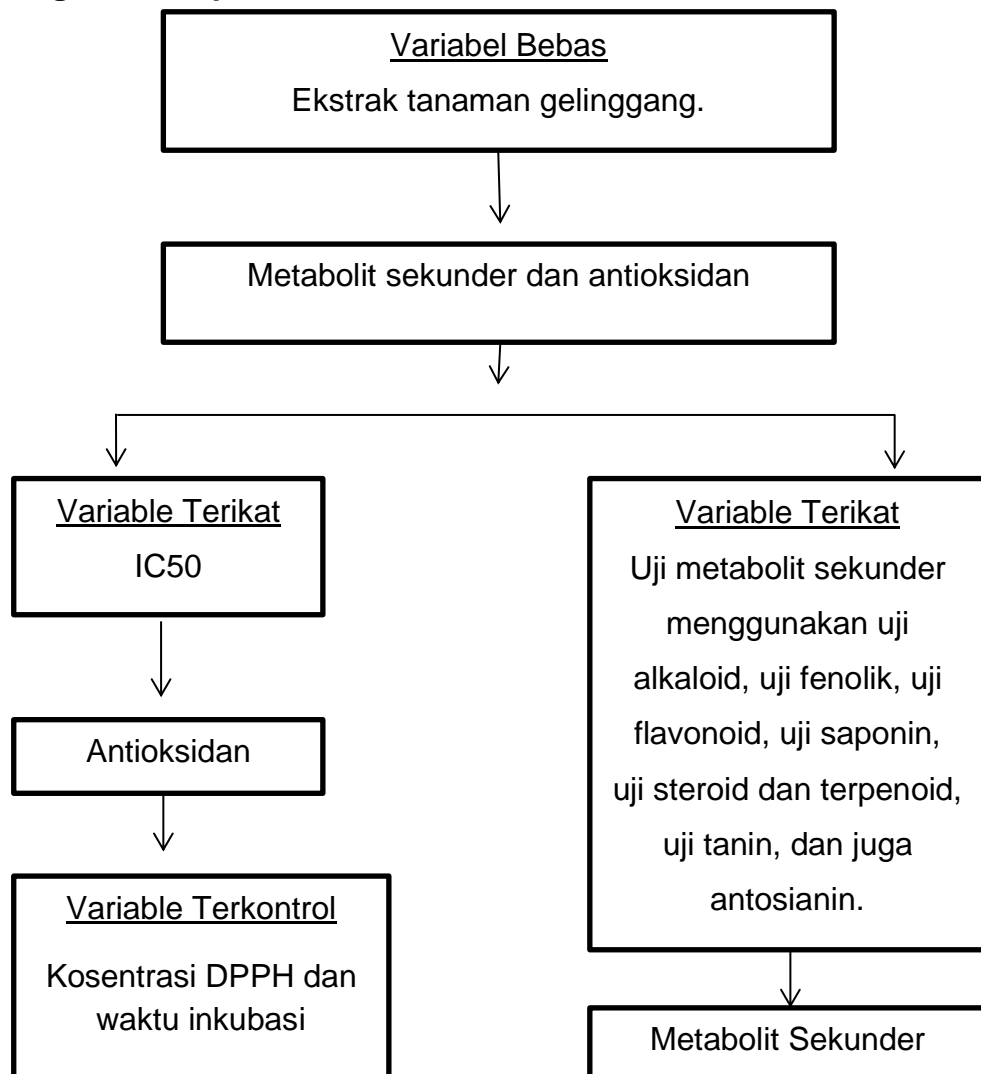 Variabel Bebas
Ekstrak tanaman gelinggang.
Metabolit sekunder dan antioksidan
Variable Terikat
IC50
Antioksidan
Variable Terkontrol
Kosentrasi DPPH dan
waktu inkubasi
Variable Terikat
Uji metabolit sekunder
menggunakan uji
alkaloid, uji fenolik, uji
flavonoid, uji saponin,
uji steroid dan terpenoid,
uji tanin, dan juga
antosianin.
Metabolit Sekunder